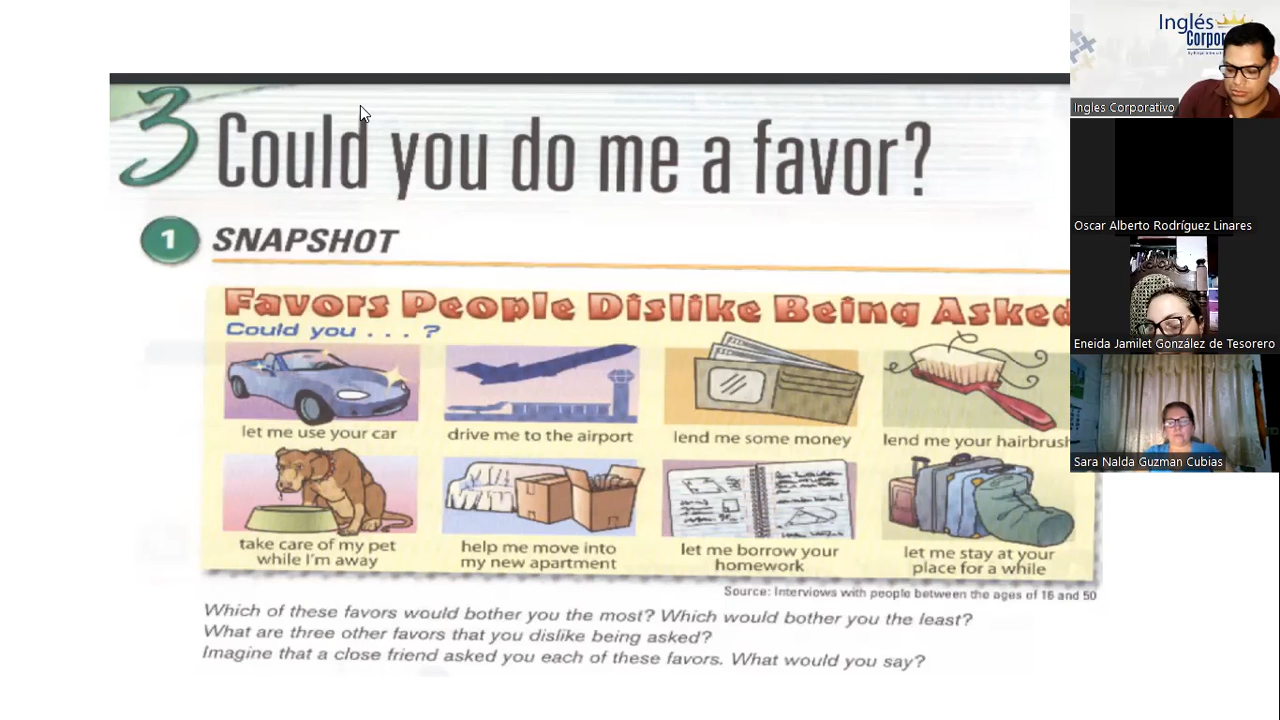 3 Could you do me a favor?
1 SNAPSHOT
Favors People Dislike Being Asked
Could you . . . ?
let me use your car
drive me to the airport
lend me some money
lend me your hairbrush
take care of my pet
while I'm away
help me move into
my new apartment
let me borrow your
homework
let me stay at your
place for a while
Source: Interviews with people between the ages of 16 and 50
Which of these favors would bother you the most? Which would bother you the least?
What are three other favors that you dislike being asked?
Imagine that a close friend asked you each of these favors. What would you say?
Inglés
Corpor
Ingles Corporativo
Oscar Alberto Rodríguez Linares
Eneida Jamilet González de Tesorero
Sara Nalda Guzman Cubias